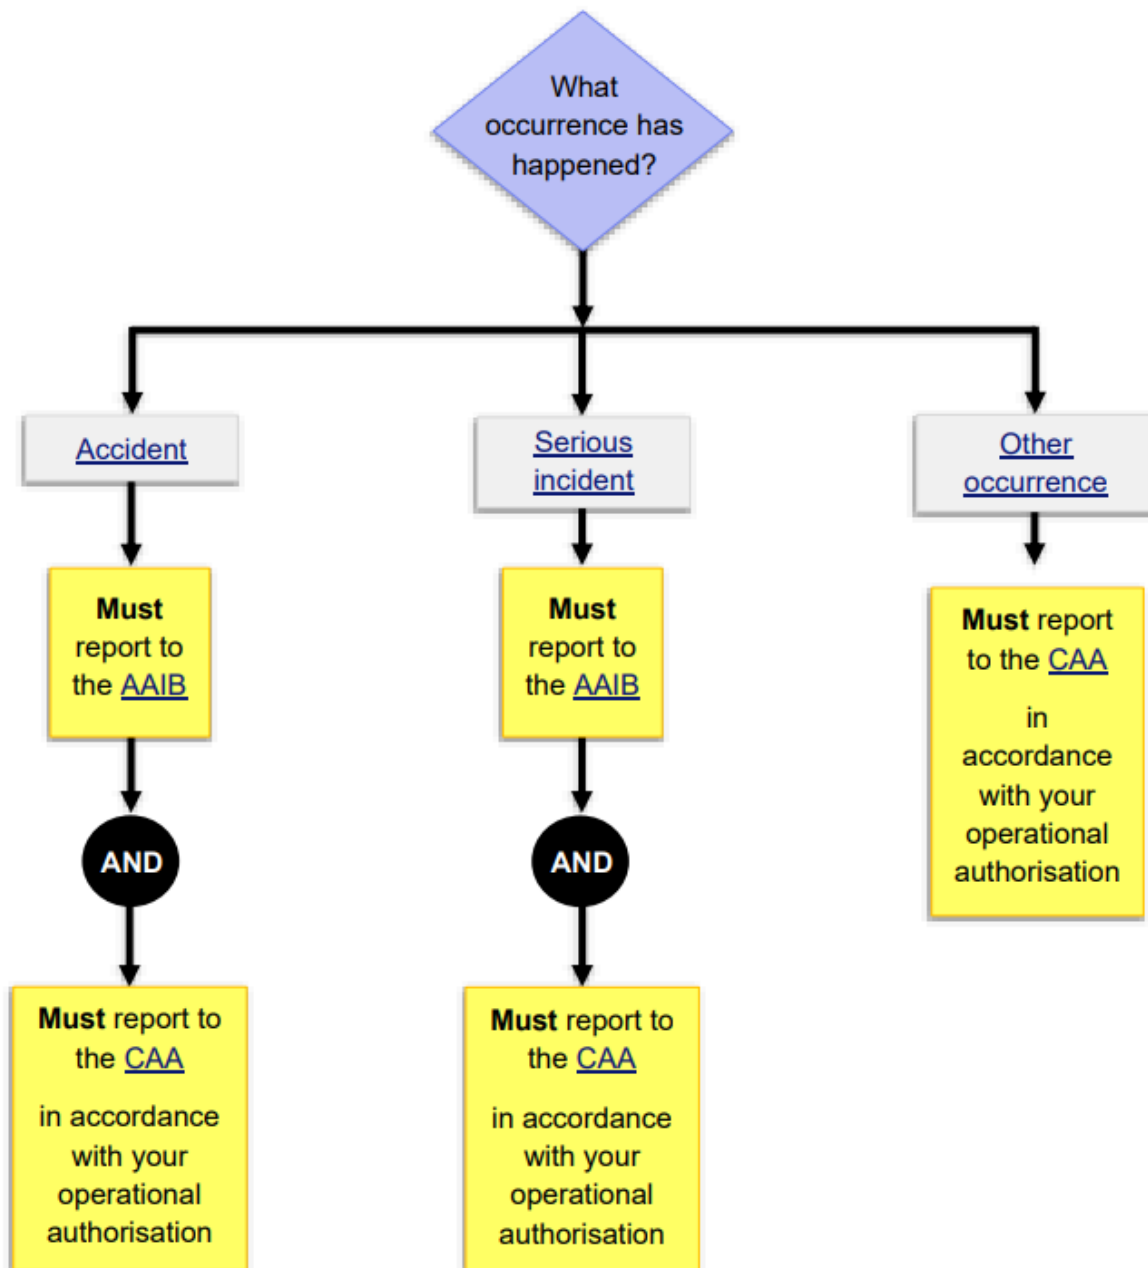 What
occurrence has
happened?
Accident
Serious
incident
Other
occurrence
Must
report to
the AAIB
Must
report to
the AAIB
Must report
to the CAA
in
accordance
with your
operational
authorisation
AND
AND
Must report to
the CAA
in accordance
with your
operational
authorisation
Must report to
the CAA
in accordance
with your
operational
authorisation